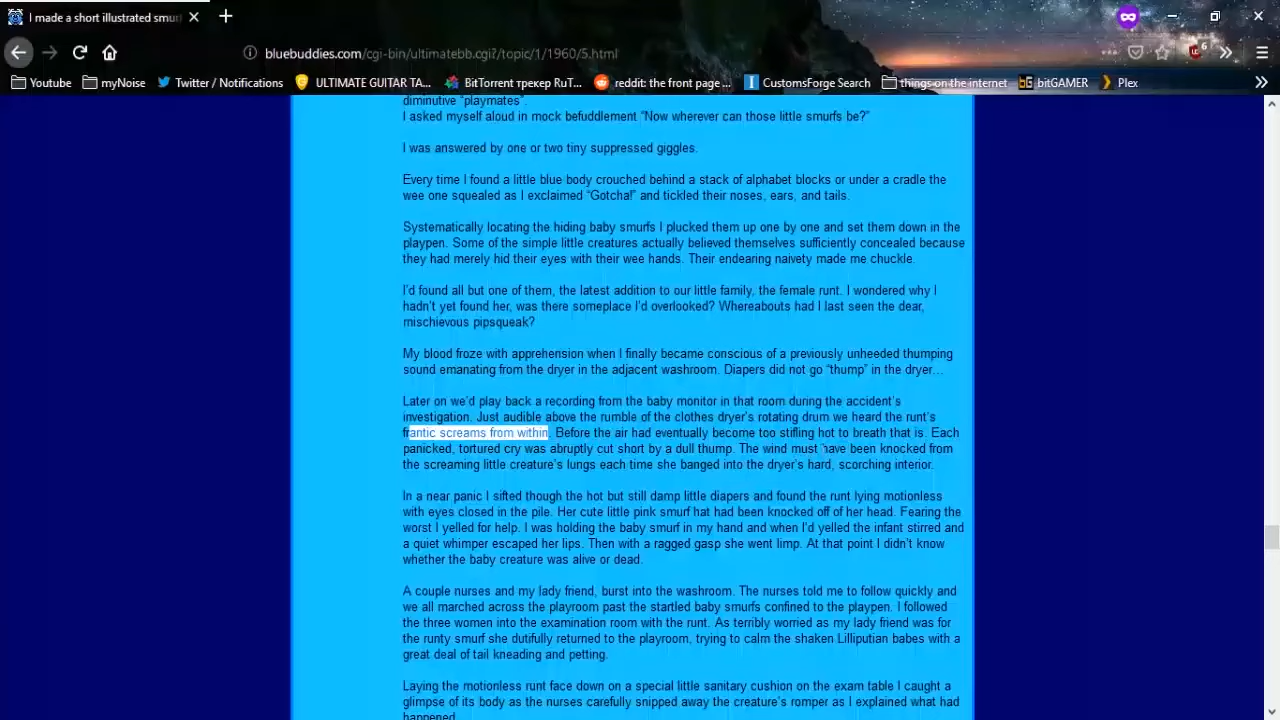 I made a short illustrated smurf
bluebuddies.com/cgi-bin/ultimatebb.cgi?/topic/1/1960/5.html
6
Youtube
myNoise
Twitter / Notifications
ULTIMATE GUITAR TA...
BitTorrent трекер RuT...
reddit: the front page ...
CustomsForge Search
things on the internet
bitGAMER
Plex
diminutive “playmates”.
I asked myself aloud in mock befuddlement “Now wherever can those little smurfs be?”
I was answered by one or two tiny suppressed giggles.
Every time I found a little blue body crouched behind a stack of alphabet blocks or under a cradle the
wee one squealed as I exclaimed “Gotcha!” and tickled their noses, ears, and tails.
Systematically locating the hiding baby smurfs I plucked them up one by one and set them down in the
playpen. Some of the simple little creatures actually believed themselves sufficiently concealed because
they had merely hid their eyes with their wee hands. Their endearing naivety made me chuckle.
I’d found all but one of them, the latest addition to our little family, the female runt. I wondered why I
hadn’t yet found her, was there someplace I’d overlooked? Whereabouts had I last seen the dear,
mischievous pipsqueak?
My blood froze with apprehension when I finally became conscious of a previously unheeded thumping
sound emanating from the dryer in the adjacent washroom. Diapers did not go “thump” in the dryer…
Later on we’d play back a recording from the baby monitor in that room during the accident’s
investigation. Just audible above the rumble of the clothes dryer’s rotating drum we heard the runt’s
frantic screams from within. Before the air had eventually become too stifling hot to breath that is. Each
panicked, tortured cry was abruptly cut short by a dull thump. The wind must have been knocked from
the screaming little creature’s lungs each time she banged into the dryer’s hard, scorching interior.
In a near panic I sifted though the hot but still damp little diapers and found the runt lying motionless
with eyes closed in the pile. Her cute little pink smurf hat had been knocked off of her head. Fearing the
worst I yelled for help. I was holding the baby smurf in my hand and when I’d yelled the infant stirred and
a quiet whimper escaped her lips. Then with a ragged gasp she went limp. At that point I didn’t know
whether the baby creature was alive or dead.
A couple nurses and my lady friend, burst into the washroom. The nurses told me to follow quickly and
we all marched across the playroom past the startled baby smurfs confined to the playpen. I followed
the three women into the examination room with the runt. As terribly worried as my lady friend was for
the runty smurf she dutifully returned to the playroom, trying to calm the shaken Lilliputian babes with a
great deal of tail kneading and petting.
Laying the motionless runt face down on a special little sanitary cushion on the exam table I caught a
glimpse of its body as the nurses carefully snipped away the creature’s romper as I explained what had
happened.